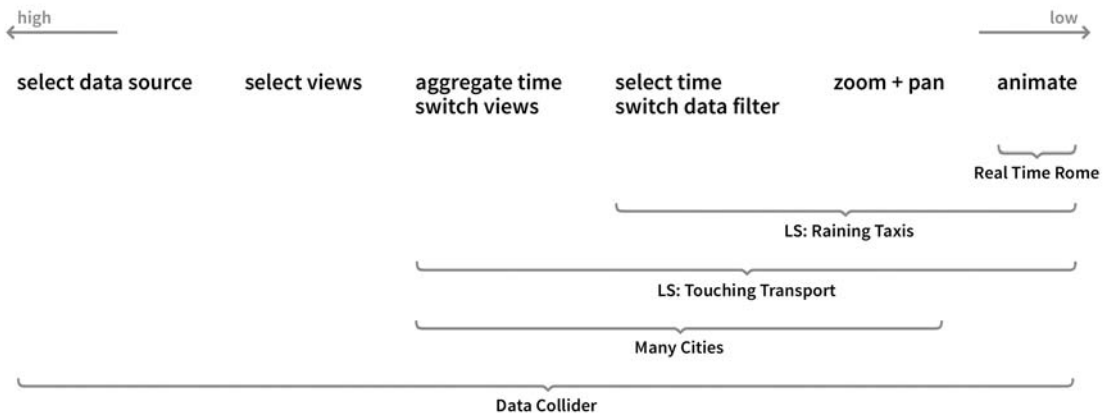 high low
select data source select views aggregate time select time zoom + pan animate
switch views switch data filter
Real Time Rome
LS: Raining Taxis
LS: Touching Transport
Many Cities
Data Collider